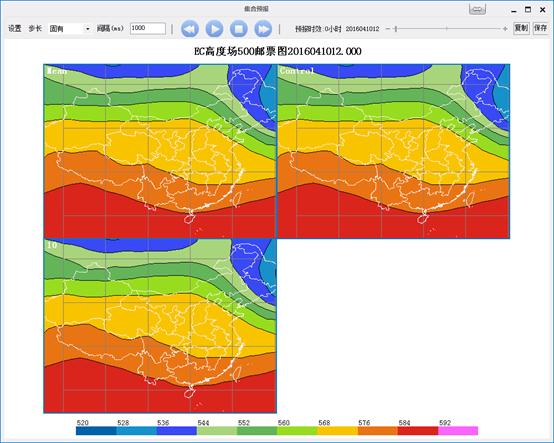 集合预报
设置 步长 固有 间隔(ms) 1000 预报时效:0小时 2016041012 复制 保存
EC高度场500邮票图2016041012.000
Mean Control
10
520 528 536 544 552 560 568 576 584 592